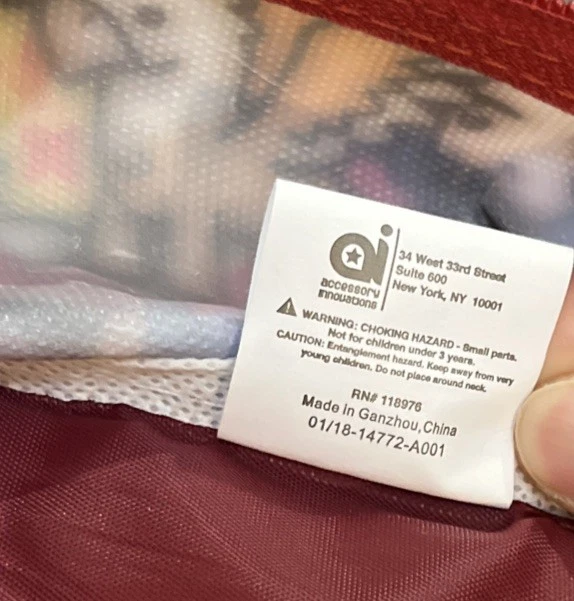 ai
accessory
innovations
34 West 33rd Street
Suite 600
New York, NY 10001
WARNING: CHOKING HAZARD - Small parts.
Not for children under 3 years.
CAUTION: Entanglement hazard. Keep away from very
young children. Do not place around neck.
RN# 118976
Made in Ganzhou,China
01/18-14772-A001